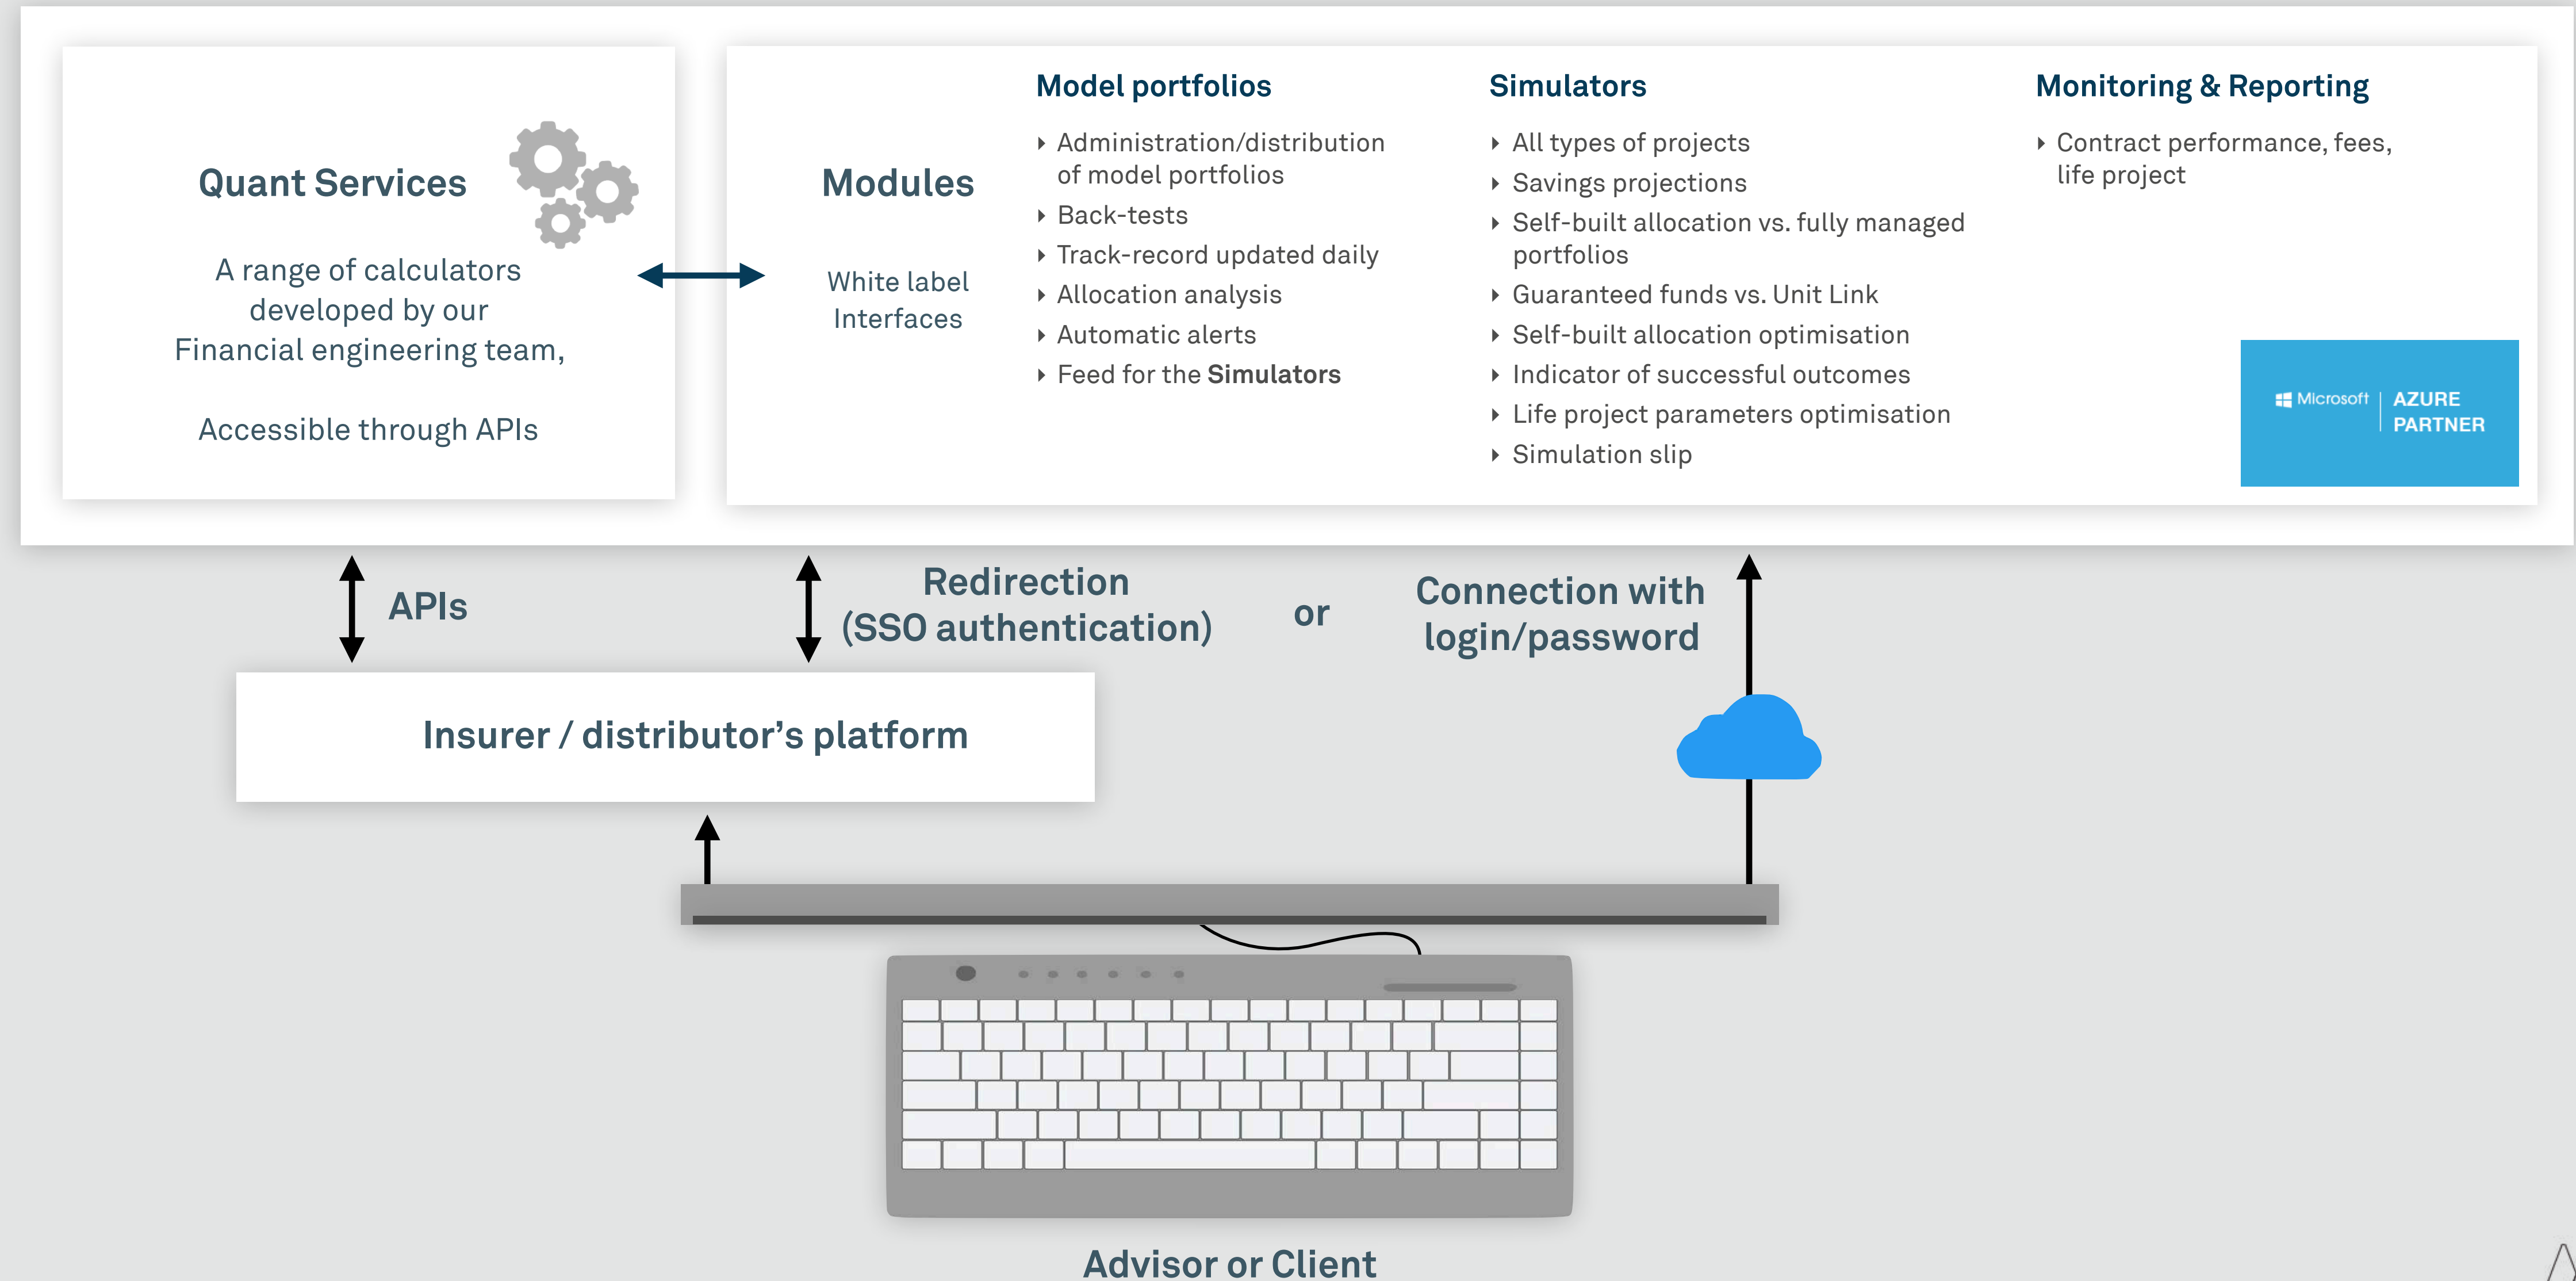 Quant Services
A range of calculators
developed by our
Financial engineering team,
Accessible through APIs
Modules
White label
Interfaces
Model portfolios
Administration/distribution
of model portfolios
Back-tests
Track-record updated daily
Allocation analysis
Automatic alerts
Feed for the Simulators
Simulators
All types of projects
Savings projections
Self-built allocation vs. fully managed
portfolios
Guaranteed funds vs. Unit Link
Self-built allocation optimisation
Indicator of successful outcomes
Life project parameters optimisation
Simulation slip
Monitoring & Reporting
Contract performance, fees,
life project
Microsoft
AZURE
PARTNER
APIs
Redirection
(SSO authentication)
or
Connection with
login/password
Insurer / distributor’s platform
Advisor or Client